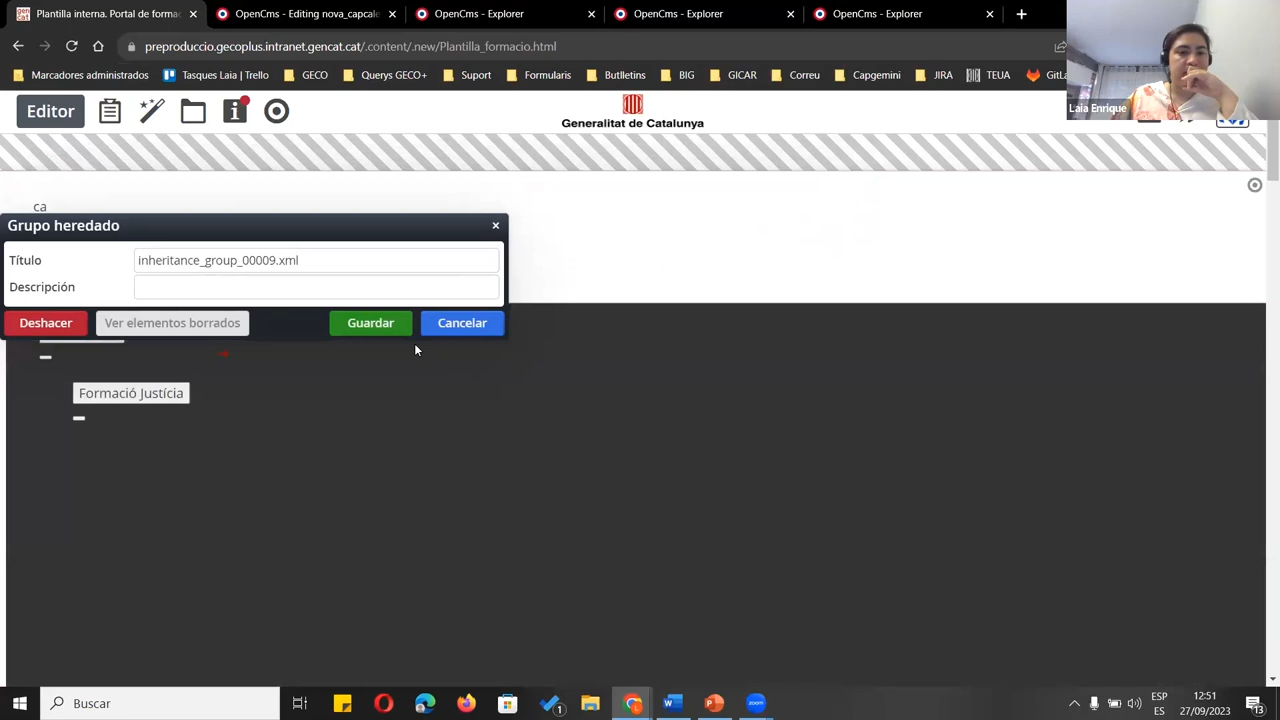 Plantilla interna. Portal de forma
OpenCms - Editing nova_capcale
OpenCms - Explorer
OpenCms - Explorer
OpenCms - Explorer
preproduccio.gecoplus.intranet.gencat.cat/.content/.new/Plantilla_formacio.html
Marcadores administrados
Tasques Laia | Trello
GECO
Querys GECO+
Suport
Formularis
Butlletins
BIG
GICAR
Correu
Capgemini
JIRA
TEUA
GitLa
Laia Enrique
Editor
Generalitat de Catalunya
ca
Grupo heredado
Título
inheritance_group_00009.xml
Descripción
Deshacer
Ver elementos borrados
Guardar
Cancelar
Formació Justícia
Buscar
zoom
ESP
ES
12:51
27/09/2023
13